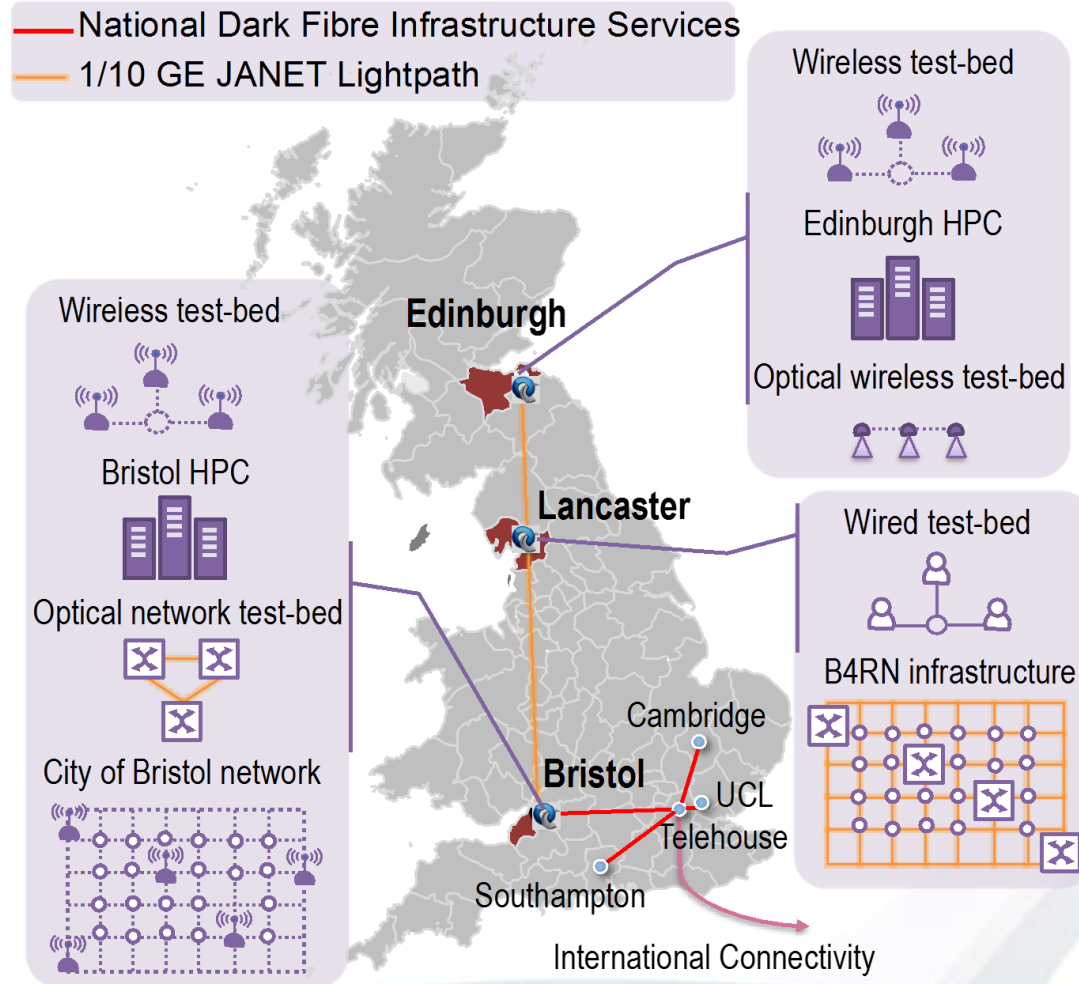 National Dark Fibre Infrastructure Services
1/10 GE JANET Lightpath
Wireless test-bed
Edinburgh HPC
Optical wireless test-bed
Edinburgh
Wireless test-bed
Bristol HPC
Optical network test-bed
City of Bristol network
Lancaster
Wired test-bed
B4RN infrastructure
Cambridge
Bristol
UCL
Telehouse
Southampton
International Connectivity